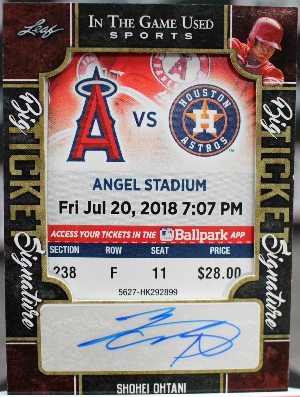 Leaf
IN THE GAME USED
SPORTS
Big
TICKET
Signature
Big
TICKET
Signature
A
VS
HOUSTON
H
ASTROS
ANGEL STADIUM
Fri Jul 20, 2018 7:07 PM
ACCESS YOUR TICKETS IN THE MLB Ballpark APP
SECTION ROW SEAT PRICE
238 F 11 $28.00
5627-HK292899
SHOHEI OHTANI